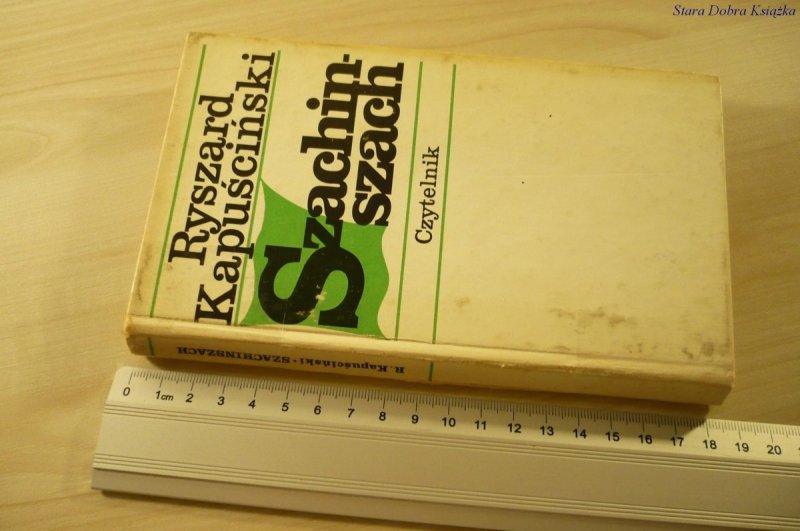 Stara Dobra Książka
Ryszard
Kapuściński
Szachin-
szach
Czytelnik
R. Kapuściński • SZACHINSZACH
0 1cm 2 3 4 5 6 7 8 9 10 11 12 13 14 15 16 17 18 19 20